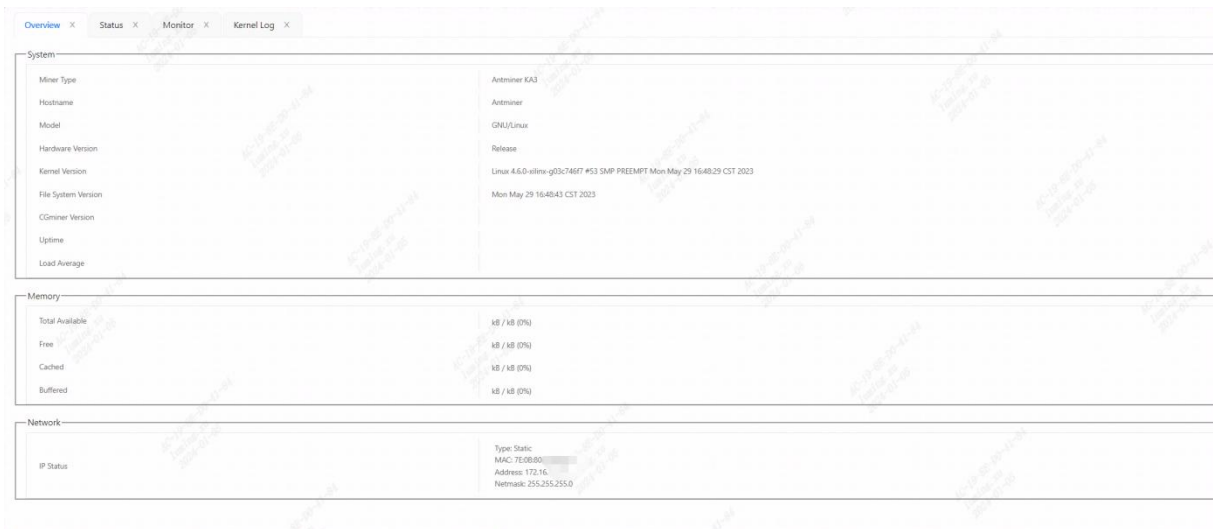 Overview X Status X Monitor X Kernel Log X
System
Miner Type Antminer KA3
Hostname Antminer
Model GNU/Linux
Hardware Version Release
Kernel Version Linux 4.6.0-xilinx-g03c746f7 #53 SMP PREEMPT Mon May 29 16:48:29 CST 2023
File System Version Mon May 29 16:48:43 CST 2023
CGminer Version
Uptime
Load Average
Memory
Total Available kB / kB (0%)
Free kB / kB (0%)
Cached kB / kB (0%)
Buffered kB / kB (0%)
Network
Type: Static
MAC: 7E:0B:80
IP Status
Address: 172.16.
Netmask: 255.255.255.0